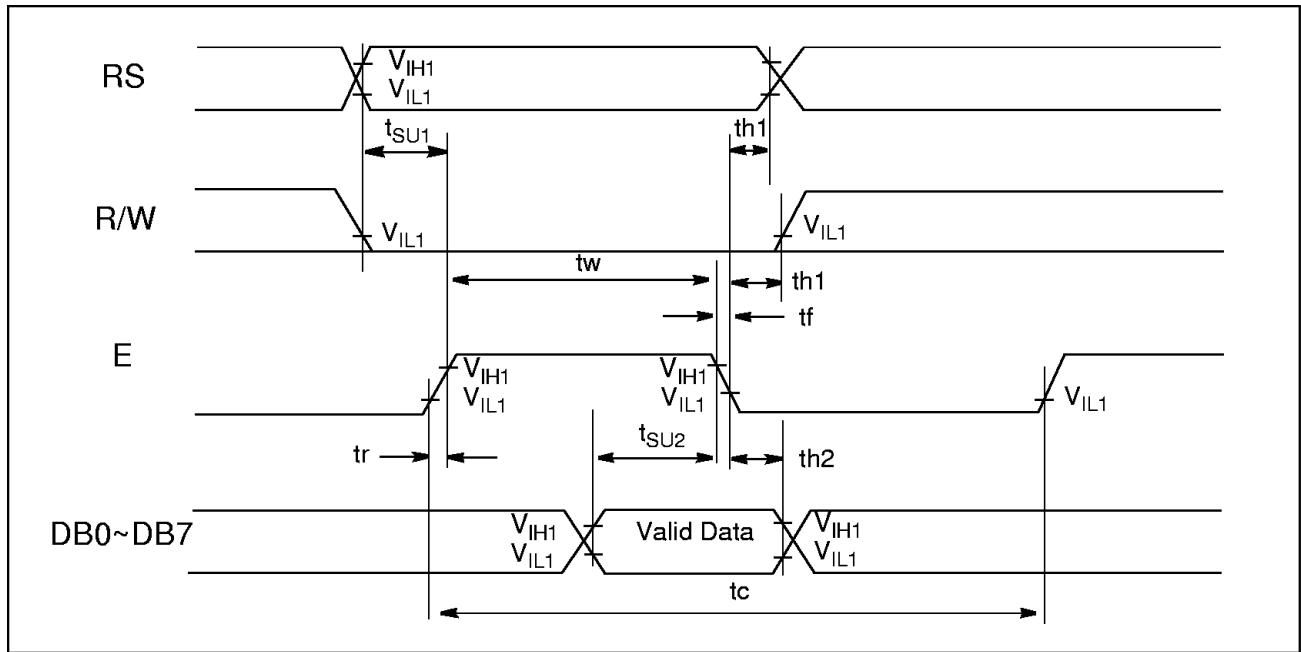 RS
V_IH1
V_IL1
t_SU1
th1
R/W
V_IL1
V_IL1
tw
th1
tf
E
V_IH1
V_IL1
V_IH1
V_IL1
V_IL1
tr
t_SU2
th2
DB0~DB7
V_IH1
V_IL1
Valid Data
V_IH1
V_IL1
tc